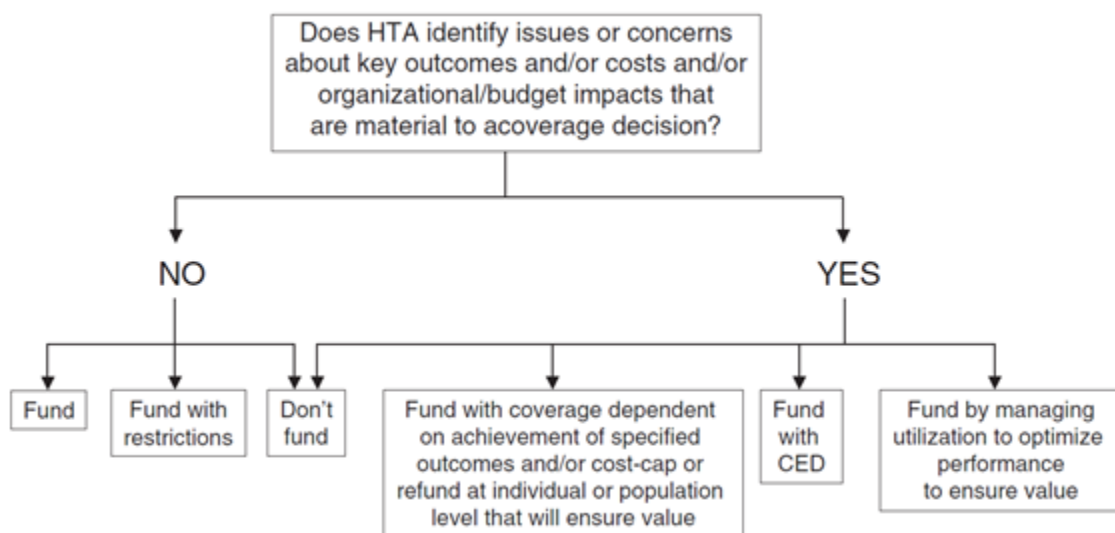 Does HTA identify issues or concerns
about key outcomes and/or costs and/or
organizational/budget impacts that
are material to acoverage decision?
NO
YES
Fund
Fund with
restrictions
Don't
fund
Fund with coverage dependent
on achievement of specified
outcomes and/or cost-cap or
refund at individual or population
level that will ensure value
Fund
with
CED
Fund by managing
utilization to optimize
performance
to ensure value